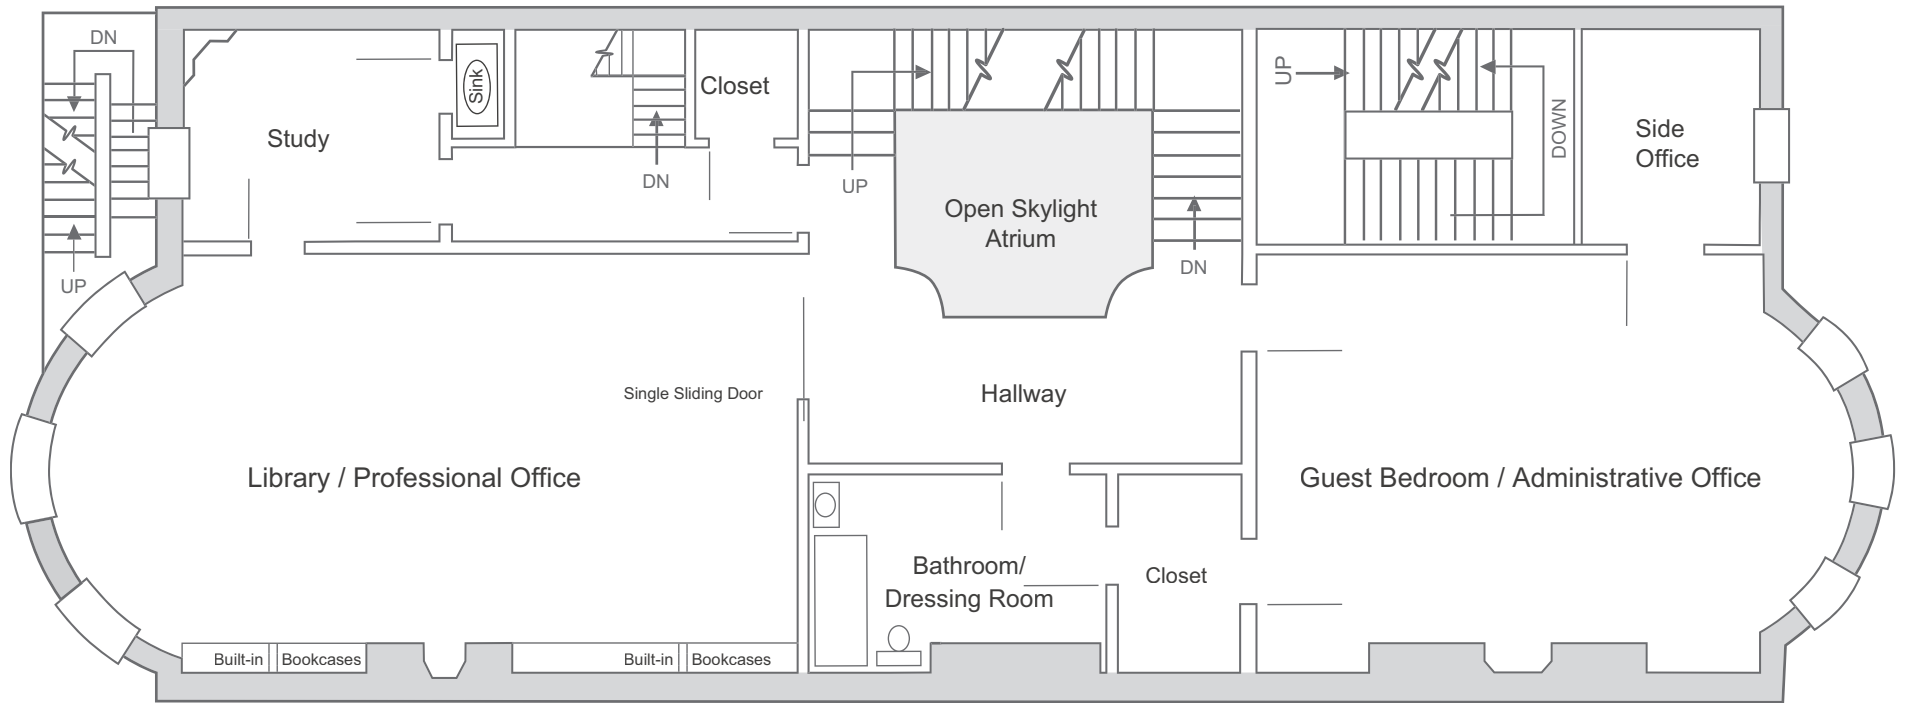 DN
UP
Study
Sink
DN
Closet
UP
Open Skylight
Atrium
DN
UP
DOWN
Side
Office
Single Sliding Door
Hallway
Library / Professional Office
Guest Bedroom / Administrative Office
Bathroom/
Dressing Room
Closet
Built-in Bookcases
Built-in Bookcases